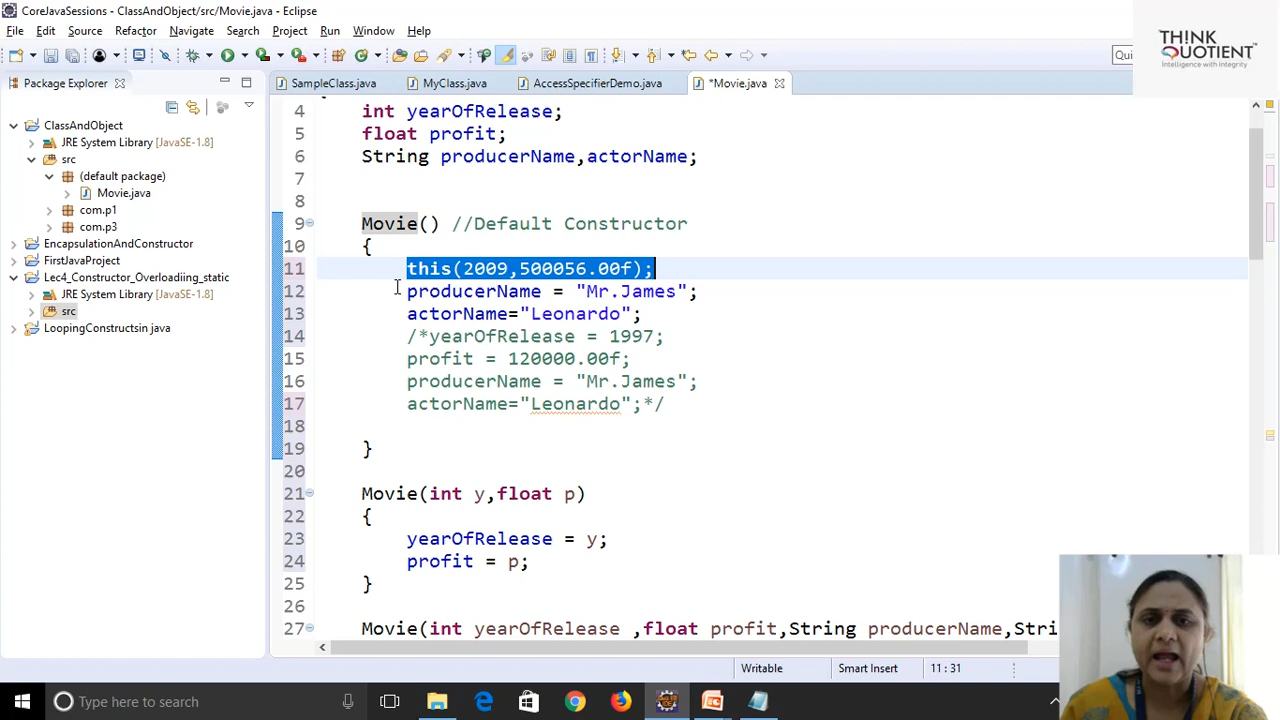 CoreJavaSessions - ClassAndObject/src/Movie.java - Eclipse
File Edit Source Refactor Navigate Search Project Run Window Help
Qui
THINK QUOTIENT
Intelligence with Integrity
Package Explorer
SampleClass.java MyClass.java AccessSpecifierDemo.java *Movie.java
ClassAndObject
JRE System Library [JavaSE-1.8]
src
(default package)
Movie.java
com.p1
com.p3
EncapsulationAndConstructor
FirstJavaProject
Lec4_Constructor_Overloadiing_static
JRE System Library [JavaSE-1.8]
src
LoopingConstructsin java
4 int yearOfRelease;
5 float profit;
6 String producerName,actorName;
7
8
9 Movie() //Default Constructor
10 {
11 this(2009,500056.00f);
12 producerName = "Mr.James";
13 actorName="Leonardo";
14 /*yearOfRelease = 1997;
15 profit = 120000.00f;
16 producerName = "Mr.James";
17 actorName="Leonardo";*/
18
19 }
20
21 Movie(int y,float p)
22 {
23 yearOfRelease = y;
24 profit = p;
25 }
26
27 Movie(int yearOfRelease ,float profit,String producerName,Stri
Writable Smart Insert 11 : 31
Type here to search